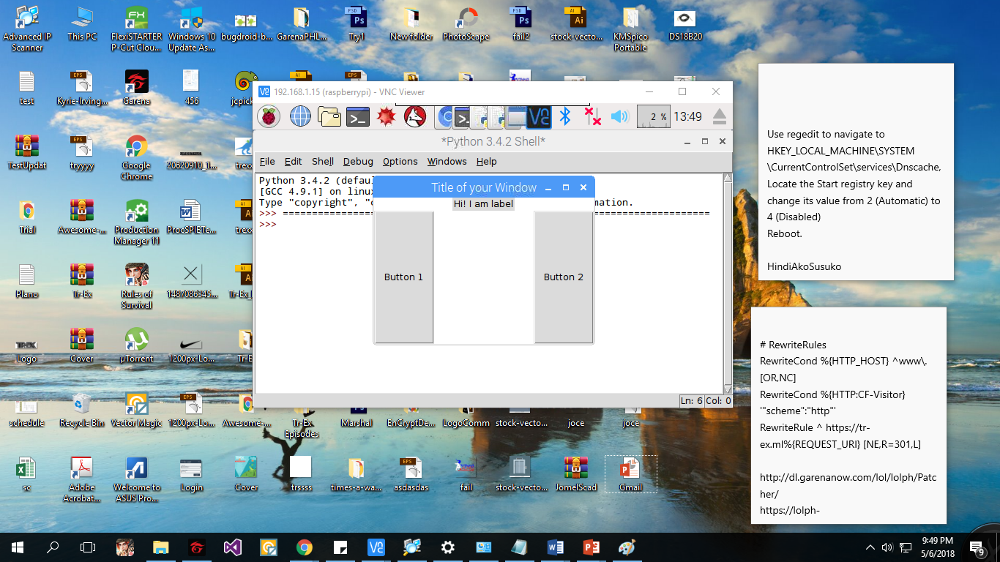 Advanced IP Scanner
This PC
FlexiSTARTER P-Cut Clou...
Windows 10 Update As...
bugdroid-b...
GarenaPHL...
Try1
New folder
PhotoScape
fail2
stock-vecto...
KMSpico Portable
DS18B20
test
Kyrie-Irving...
Garena
456
jcpick
TestUpdat
tryyyy
Google Chrome
20620910_1...
trexx
Trial
Awesome-...
Production Manager 11
ProcSPIETe...
trexx
Plano
Tr-Ex
Rules of Survival
1487086345...
Tr-Ex_
Logo
Cover
µTorrent
1200px-Lo...
Tr-E
schedule
Recycle Bin
Vector Magic
1200px-Lo...
Awesome-...
Tr-Ex Episodes
Marshal
EnCryptDe...
LogoComm
stock-vecto...
joce
joce
sc
Adobe Acrobat...
Welcome to ASUS Pro...
Login
Cover
trssss
times-a-wa...
asdasdas
fail
stock-vecto...
JomelScad
Gmail
192.168.1.15 (raspberrypi) - VNC Viewer
2 %
13:49
*Python 3.4.2 Shell*
File Edit Shell Debug Options Windows Help
Python 3.4.2 (defau
[GCC 4.9.1] on linux
Type "copyright", "c
mation.
>>> ================================
>>>
Title of your Window
Hi! I am label
Button 1
Button 2
Ln: 6 Col: 0
Use regedit to navigate to
HKEY_LOCAL_MACHINE\SYSTEM
\CurrentControlSet\services\Dnscache,
Locate the Start registry key and
change its value from 2 (Automatic) to
4 (Disabled)
Reboot.
HindiAkoSusuko
# RewriteRules
RewriteCond %{HTTP_HOST} ^www\.
[OR,NC]
RewriteCond %{HTTP:CF-Visitor}
'"scheme":"http"'
RewriteRule ^ https://tr-
ex.ml%{REQUEST_URI} [NE,R=301,L]
http://dl.garenanow.com/lol/lolph/Patc
her/
https://lolph-
9:49 PM
5/6/2018
9